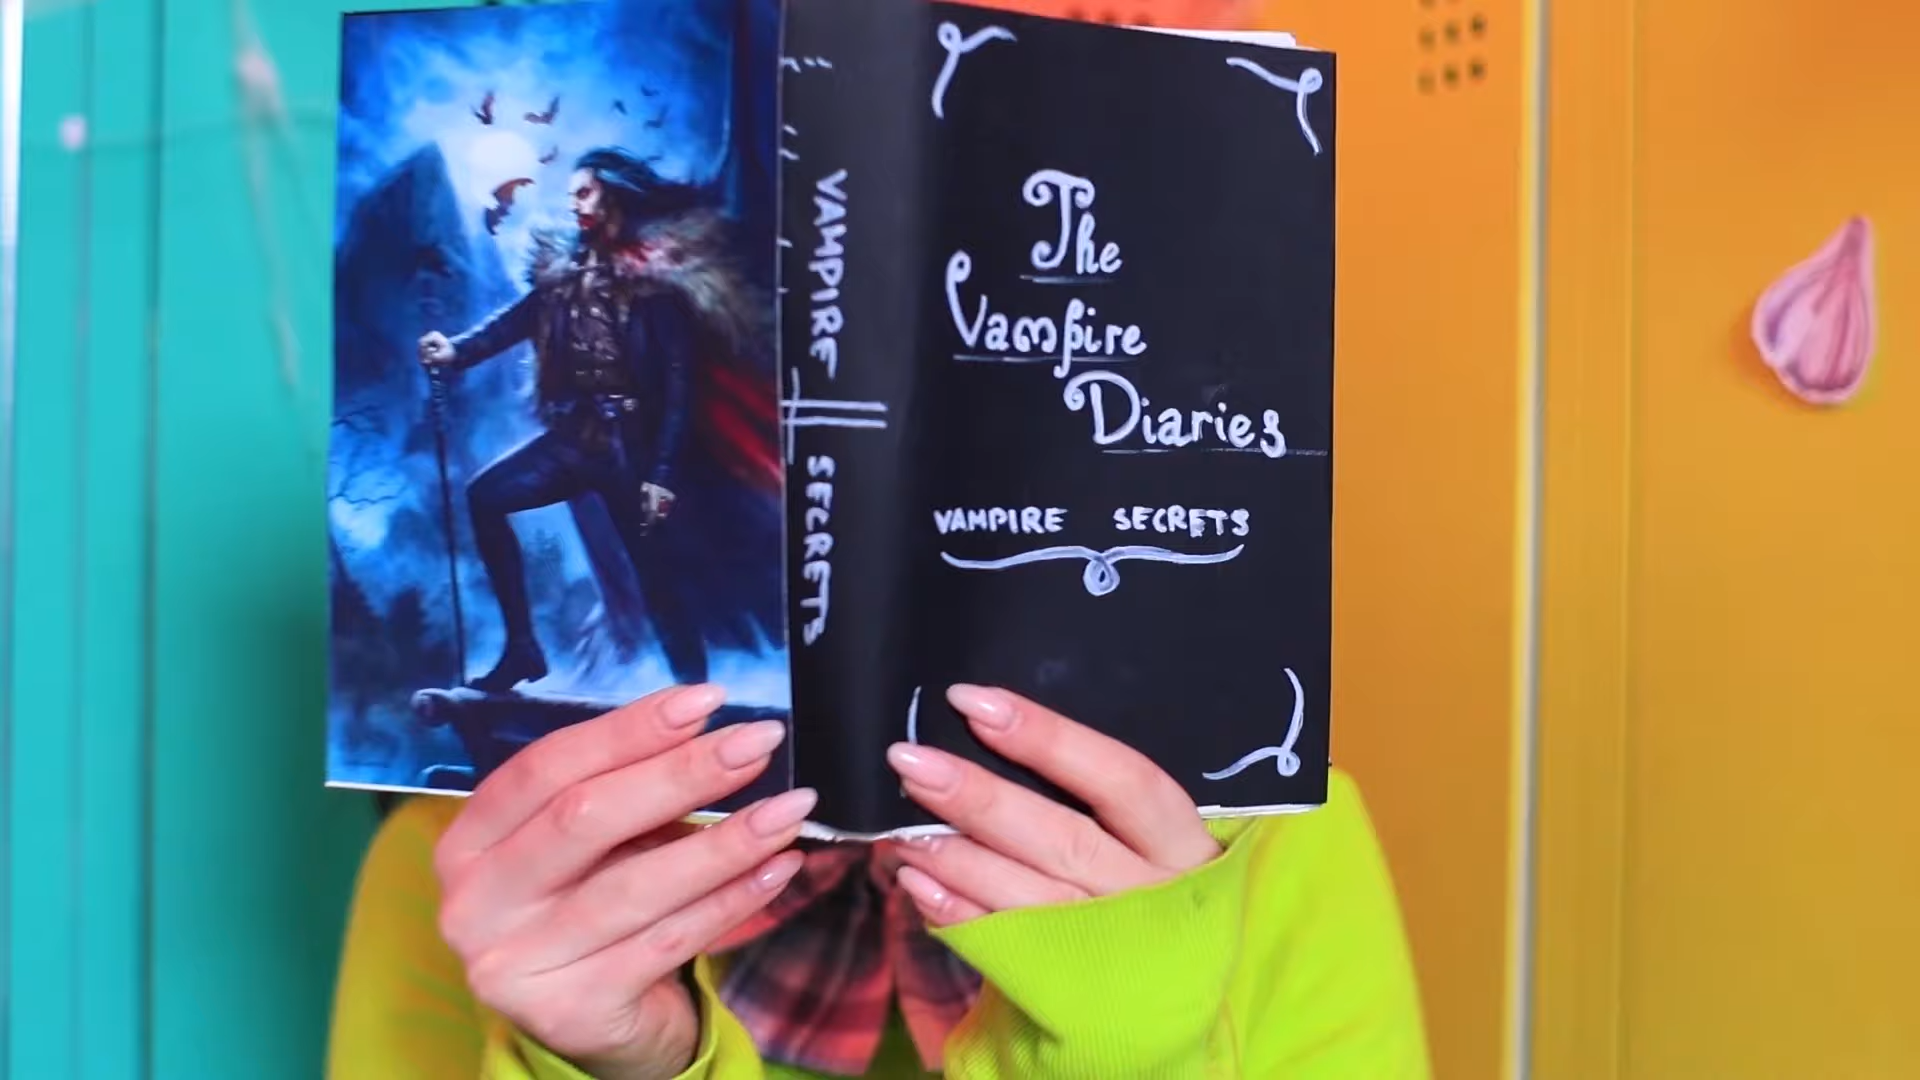 VAMPIRE SECRETS
The
Vampire
Diaries
VAMPIRE SECRETS